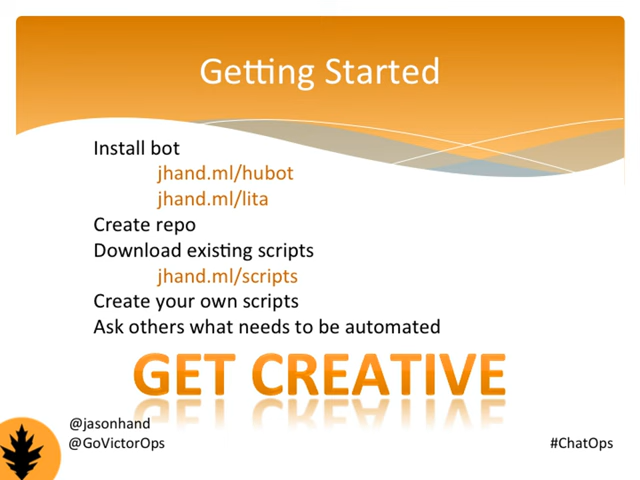 Getting Started
Install bot
jhand.ml/hubot
jhand.ml/lita
Create repo
Download existing scripts
jhand.ml/scripts
Create your own scripts
Ask others what needs to be automated
GET CREATIVE
@jasonhand
@GoVictorOps
#ChatOps